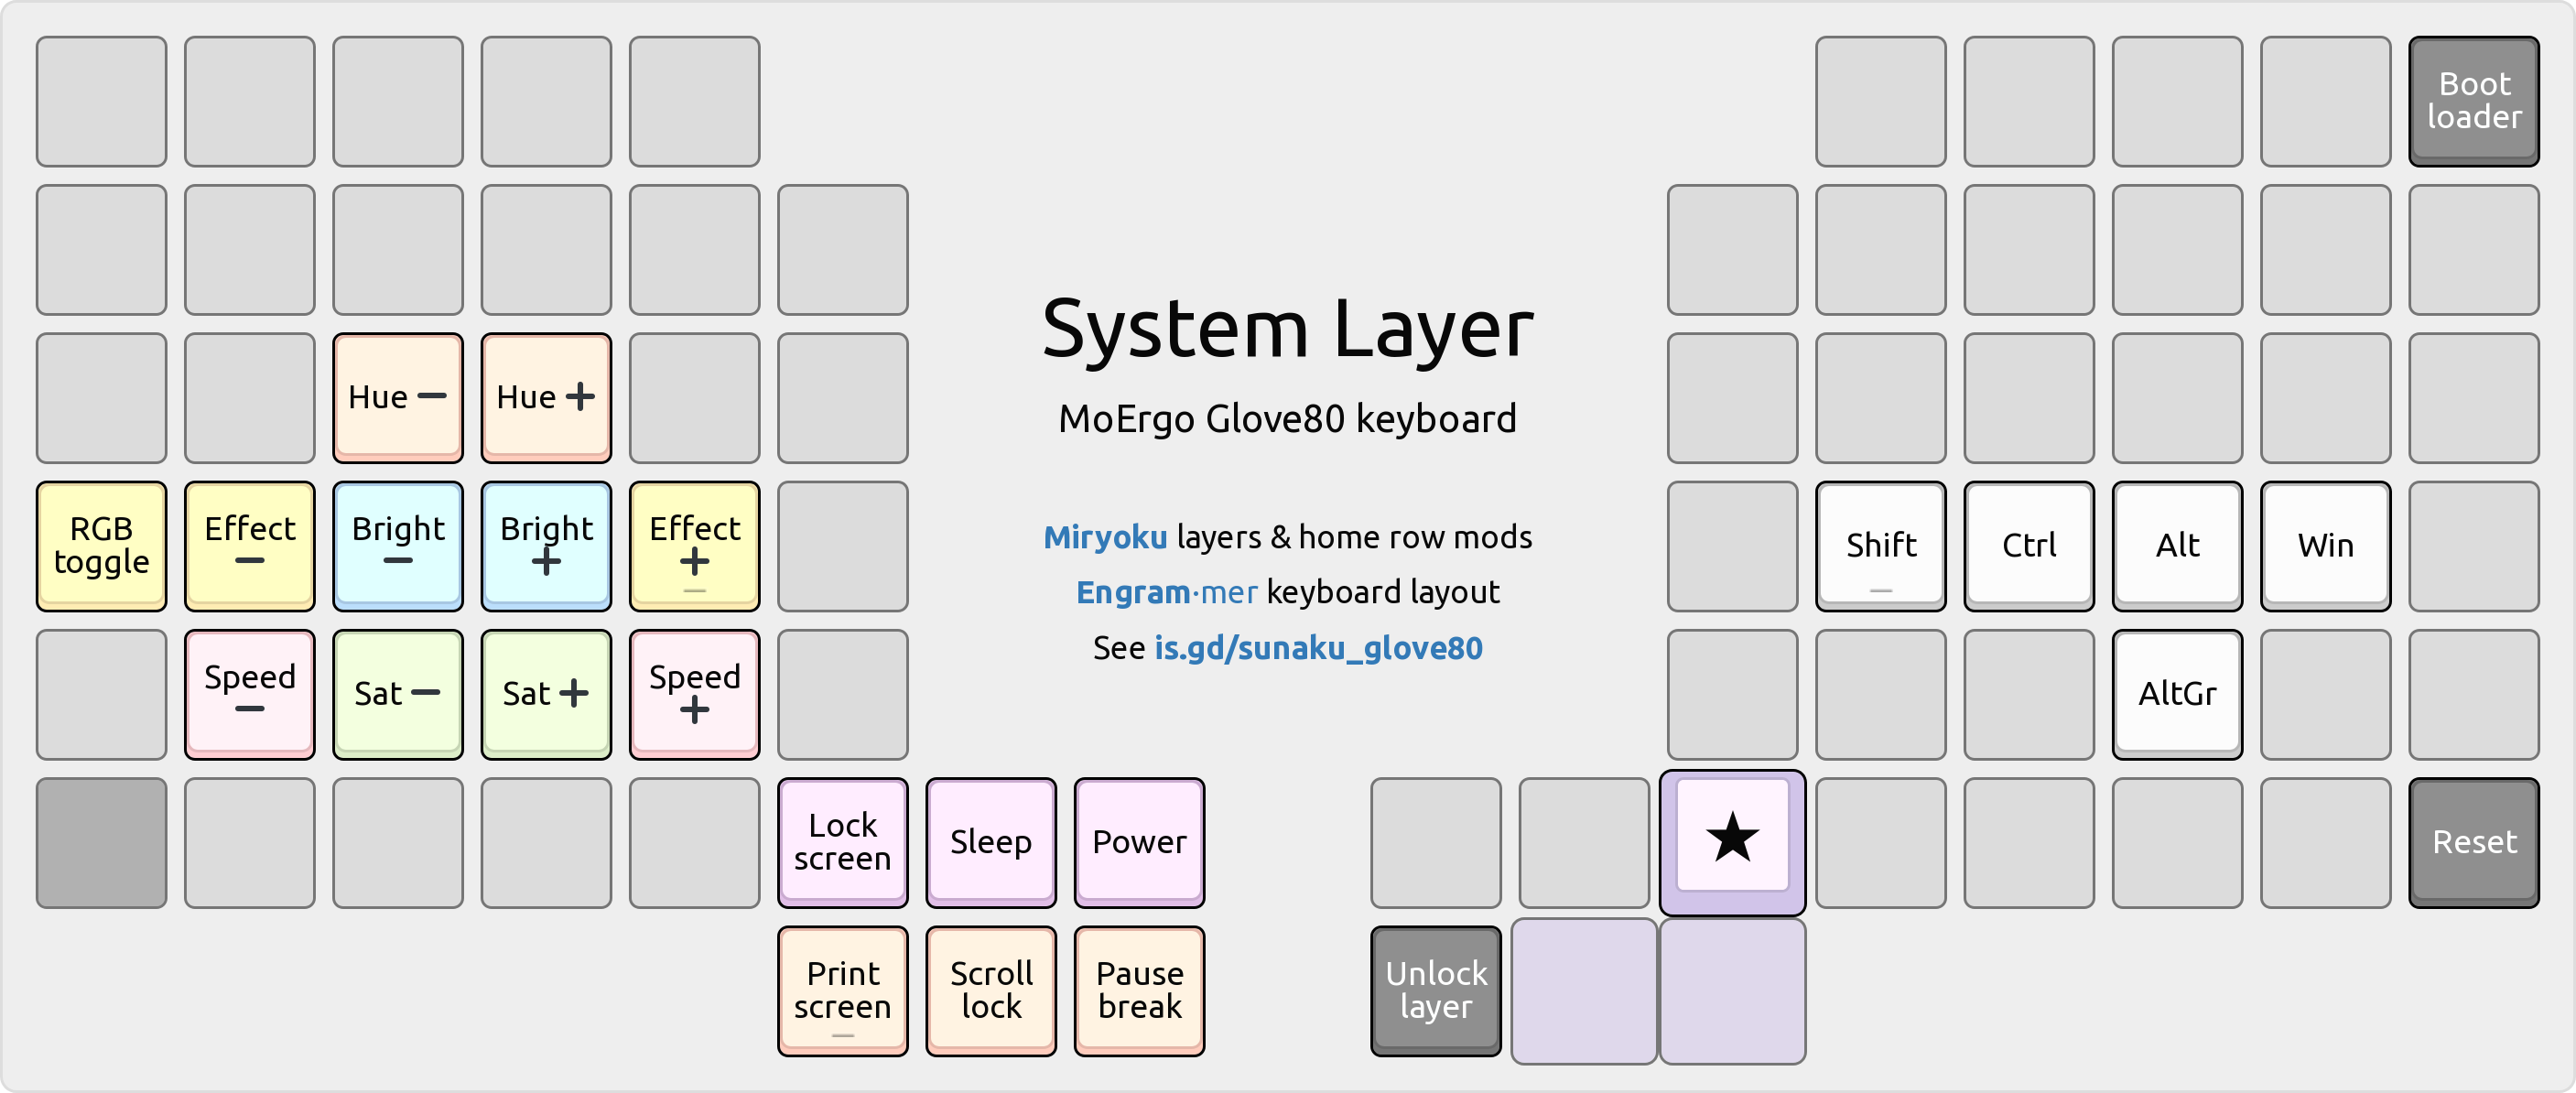 Boot
loader
System Layer
MoErgo Glove80 keyboard
Hue −
Hue +
RGB
toggle
Effect
−
Bright
−
Bright
+
Effect
+
Miryoku layers & home row mods
Engram·mer keyboard layout
See is.gd/sunaku_glove80
Shift
Ctrl
Alt
Win
Speed
−
Sat −
Sat +
Speed
+
AltGr
Lock
screen
Sleep
Power
★
Reset
Print
screen
Scroll
lock
Pause
break
Unlock
layer